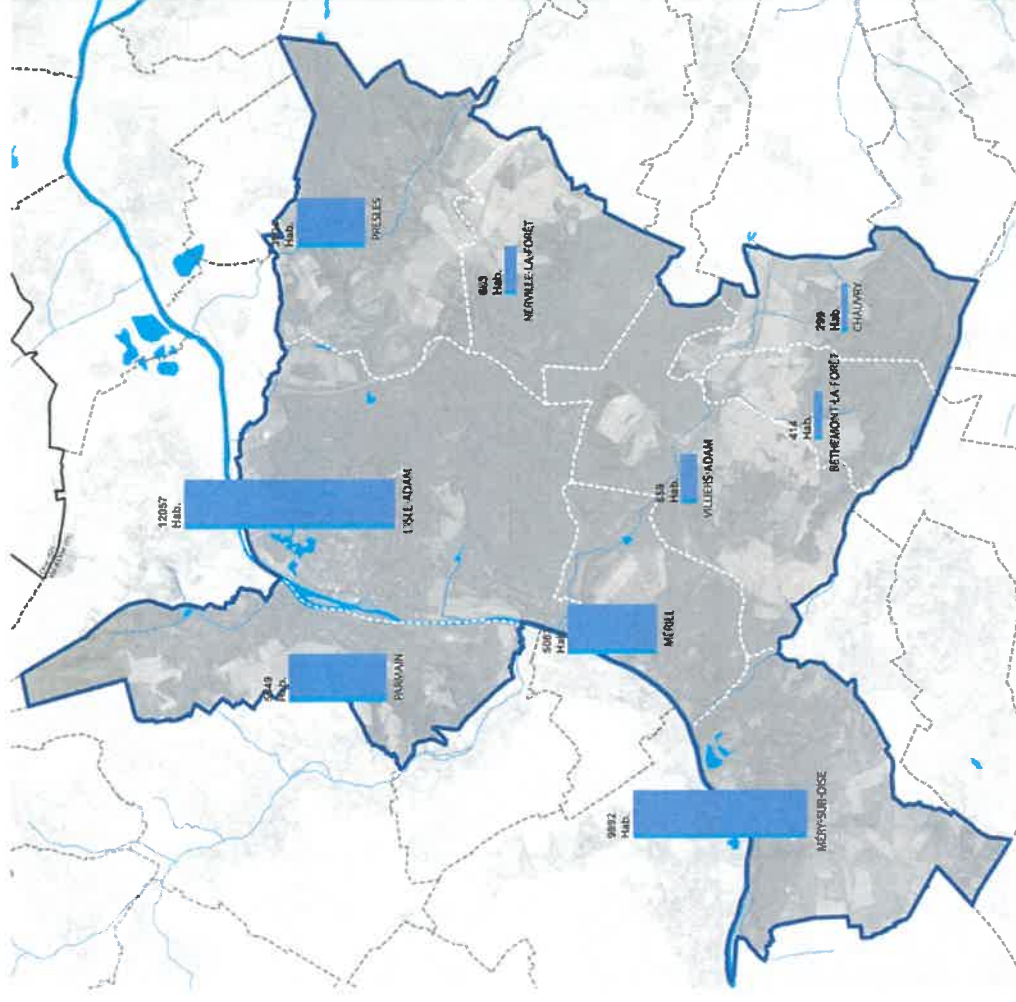 Hab.
PRESLES
Hab.
NERVILLE-LA-FORÊT
12057
Hab.
L'ISLE-ADAM
299
Hab
CHAUVRY
414
Hab.
BÉTHEMONT-LA-FORÊT
Hab.
VILLIERS-ADAM
Hab.
PARMAIN
Hab.
MÉRIEL
9892
Hab.
MÉRY-SUR-OISE